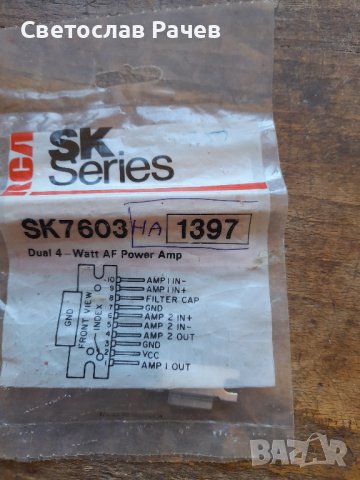 Светослав Рачев
RCA
SK
Series
SK7603 HA 1397
Dual 4-Watt AF Power Amp
GND
FRONT VIEW
INDEX
10 AMP 1 IN-
9 AMP 1 IN+
8 FILTER CAP
7 GND
6 AMP 2 IN+
5 AMP 2 IN-
4 AMP 2 OUT
3 GND
2 VCC
1 AMP 1 OUT
BAZAR